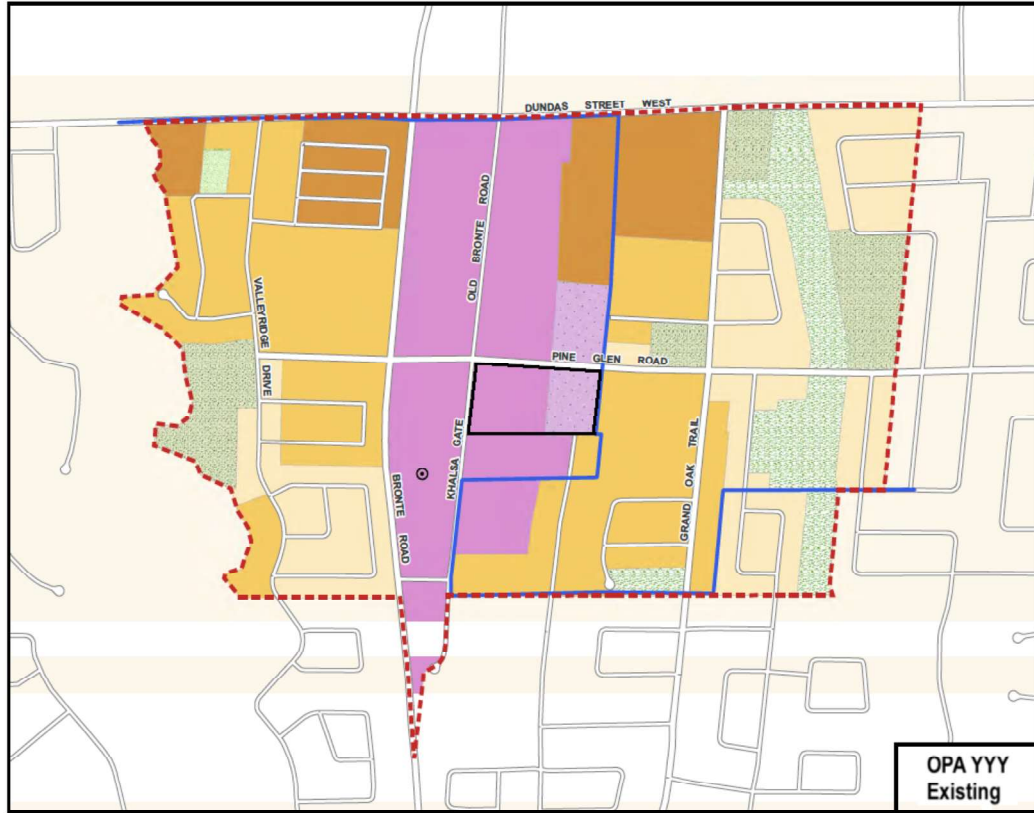 DUNDAS STREET WEST
OLD BRONTE ROAD
VALLEYRIDGE DRIVE
PINE GLEN ROAD
KHALSA GATE
BRONTE ROAD
GRAND OAK TRAIL
OPA YYY
Existing